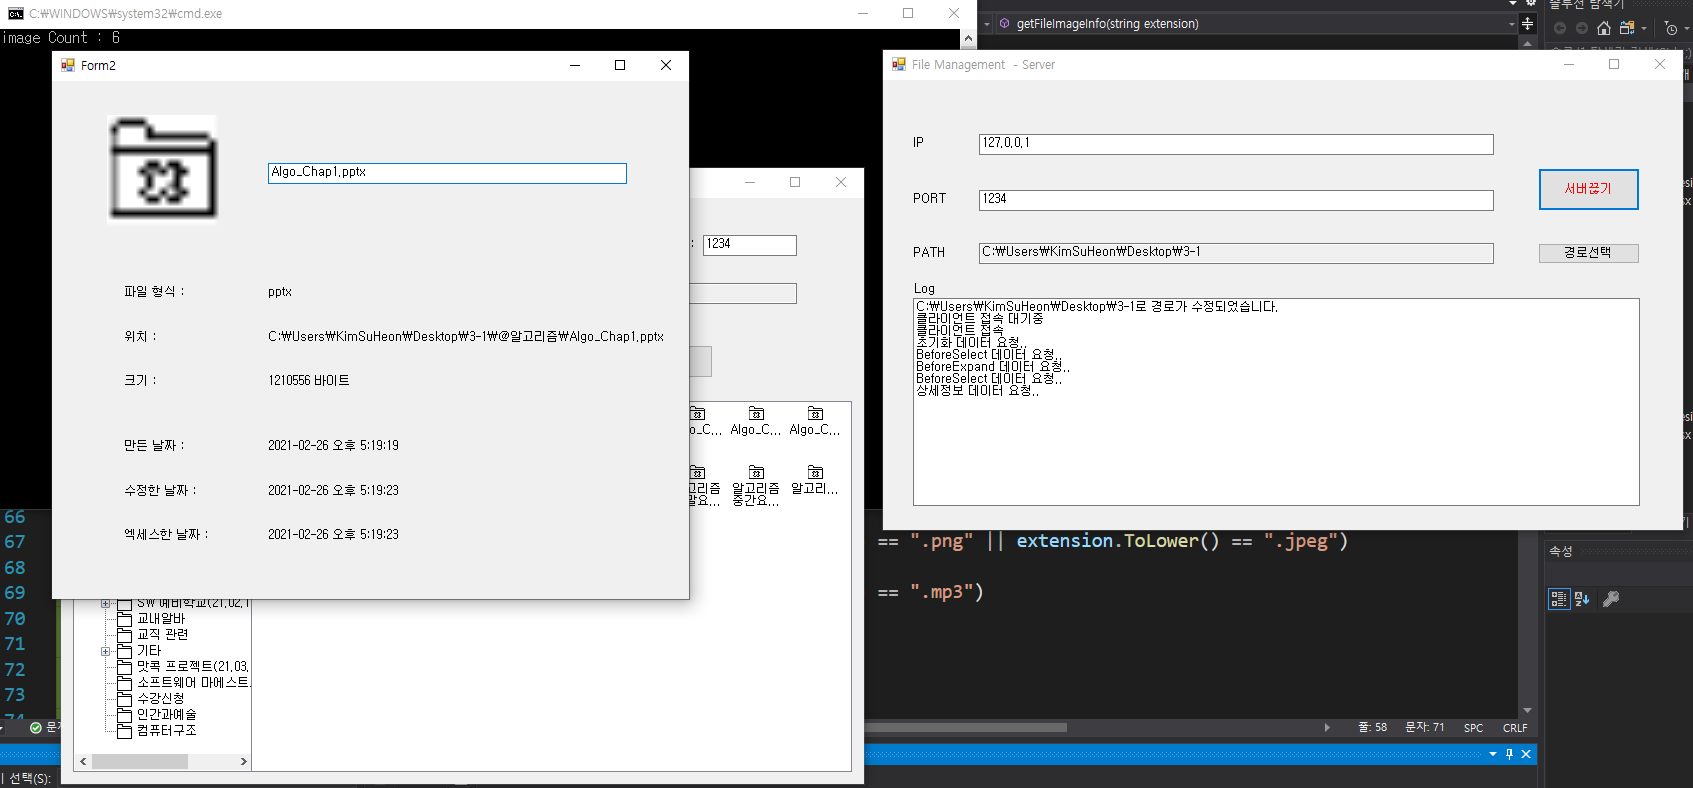 C:₩WINDOWS₩system32₩cmd.exe
image Count : 6
getFileImageInfo(string extension)
솔루션 탐색기
Form2
Algo_Chap1.pptx
파일 형식 :
pptx
위치 :
C:₩Users₩KimSuHeon₩Desktop₩3-1₩@알고리즘₩Algo_Chap1.pptx
크기 :
1210556 바이트
만든 날짜 :
2021-02-26 오후 5:19:19
수정한 날짜 :
2021-02-26 오후 5:19:23
엑세스한 날짜 :
2021-02-26 오후 5:19:23
: 1234
Algo_C...
Algo_C...
알고리즘
중간요...
알고리...
SW 예비학교(21.02.1
교내알바
교직 관련
기타
맛콕 프로젝트(21.03.
소프트웨어 마에스트.
수강신청
인간과예술
컴퓨터구조
File Management - Server
IP
127.0.0.1
PORT
1234
PATH
C:₩Users₩KimSuHeon₩Desktop₩3-1
서버끊기
경로선택
Log
C:₩Users₩KimSuHeon₩Desktop₩3-1로 경로가 수정되었습니다.
클라이언트 접속 대기중
클라이언트 접속
초기화 데이터 요청..
BeforeSelect 데이터 요청..
BeforeExpand 데이터 요청..
BeforeSelect 데이터 요청..
상세정보 데이터 요청..
66
67
68
69
70
71
72
73
74
== ".png" || extension.ToLower() == ".jpeg")
== ".mp3")
줄: 58
문자: 71
SPC
CRLF
속성
선택(S):